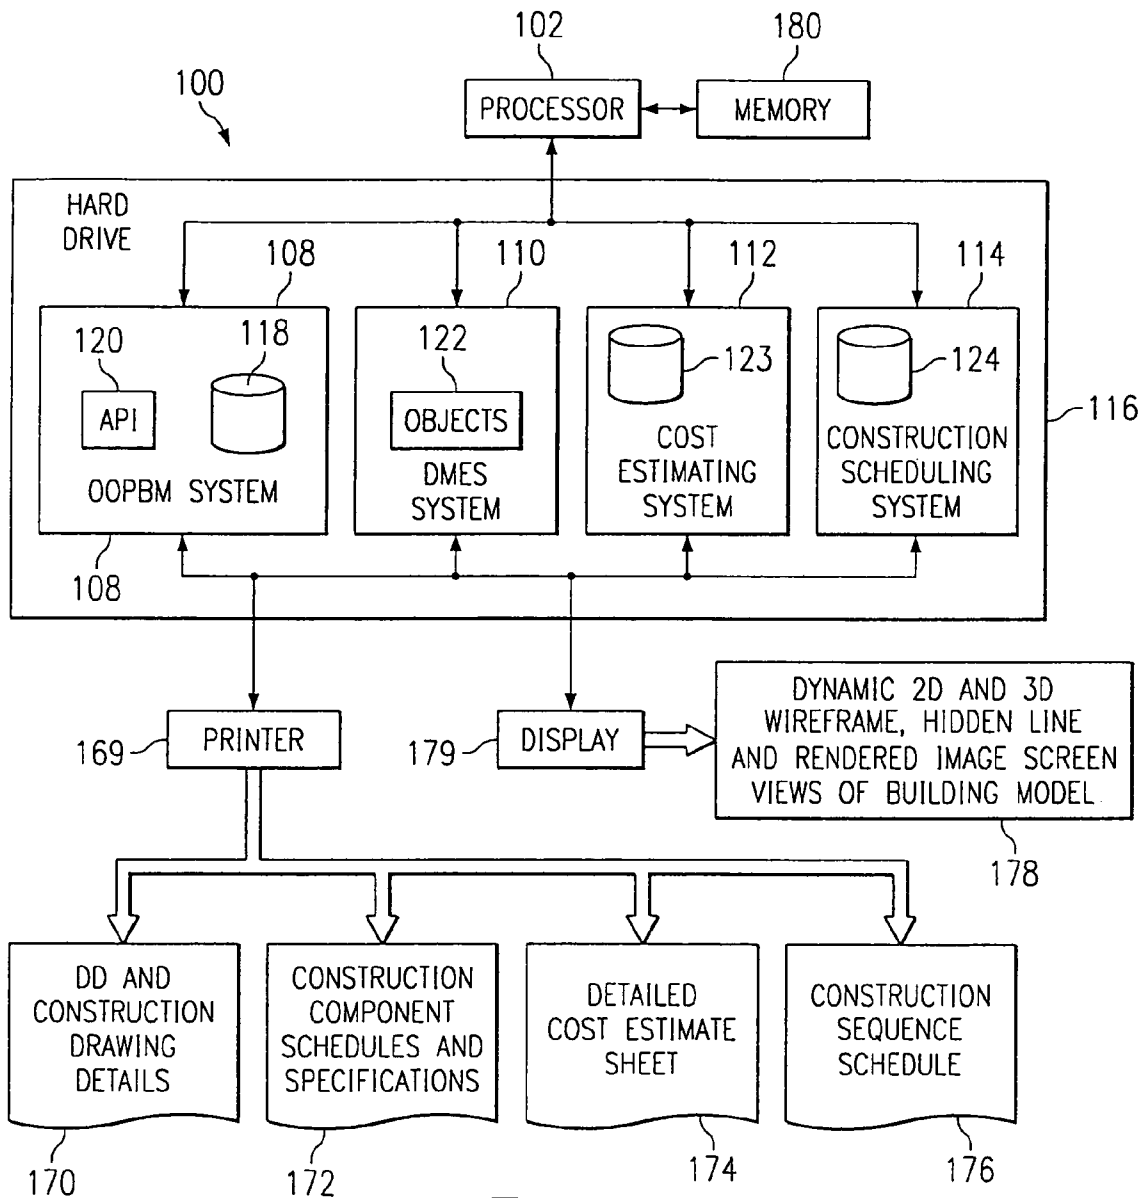 102
180
100
PROCESSOR
MEMORY
HARD
DRIVE
108
110
112
114
120
118
122
123
124
API
OBJECTS
116
OOPBM SYSTEM
DMES
SYSTEM
COST
ESTIMATING
SYSTEM
CONSTRUCTION
SCHEDULING
SYSTEM
108
PRINTER
169
DISPLAY
179
DYNAMIC 2D AND 3D
WIREFRAME, HIDDEN LINE
AND RENDERED IMAGE SCREEN
VIEWS OF BUILDING MODEL
178
DD AND
CONSTRUCTION
DRAWING
DETAILS
CONSTRUCTION
COMPONENT
SCHEDULES AND
SPECIFICATIONS
DETAILED
COST ESTIMATE
SHEET
CONSTRUCTION
SEQUENCE
SCHEDULE
170
172
174
176